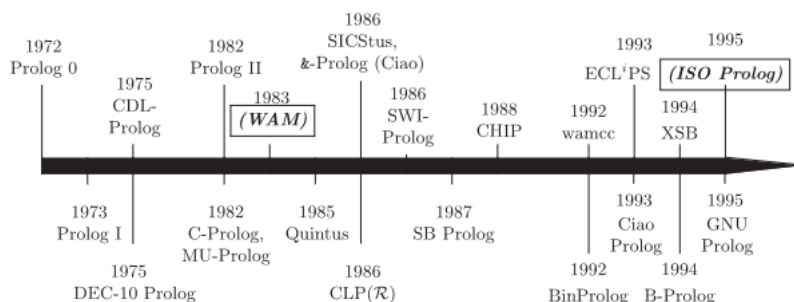 1972
Prolog 0
1975
CDL-
Prolog
1982
Prolog II
1983
(WAM)
1986
SICStus,
&-Prolog (Ciao)
1986
SWI-
Prolog
1988
CHIP
1992
wamcc
1993
ECLⁱPS
1994
XSB
1995
(ISO Prolog)
1973
Prolog I
1975
DEC-10 Prolog
1982
C-Prolog,
MU-Prolog
1985
Quintus
1986
CLP(ℛ)
1987
SB Prolog
1992
BinProlog
1993
Ciao
Prolog
1994
B-Prolog
1995
GNU
Prolog